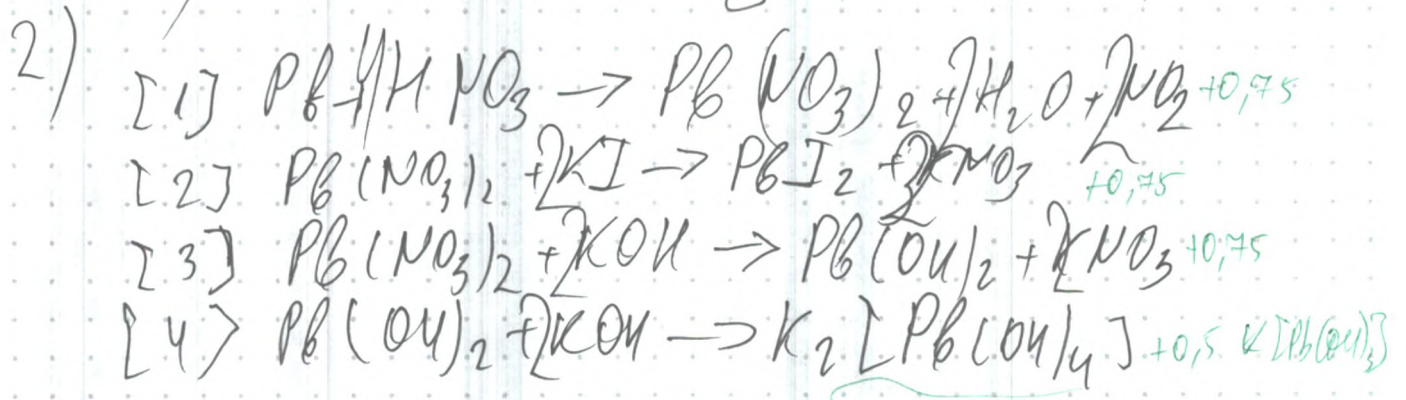 2)
[1] Pb + 4HNO3 → Pb(NO3)2 + 2H2O + 2NO2 +0,75
[2] Pb(NO3)2 + 2KI → PbI2 + 2KNO3 +0,75
[3] Pb(NO3)2 + 2KOH → Pb(OH)2 + 2KNO3 +0,75
[4] Pb(OH)2 + 2KOH → K2[Pb(OH)4] +0,5 K[Pb(OH)3]